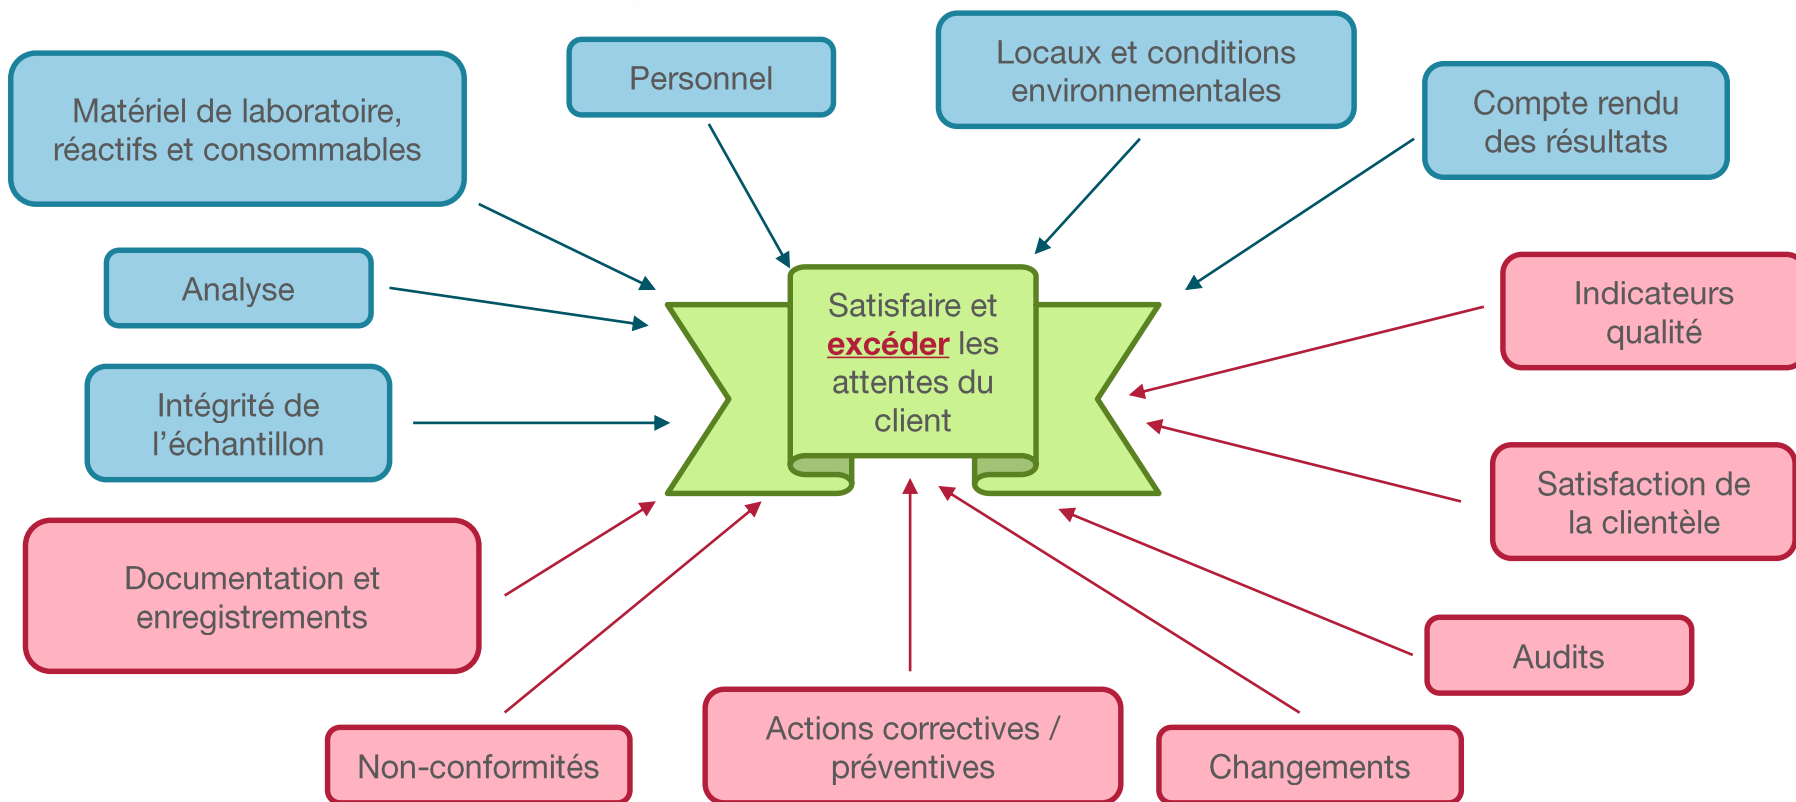 Matériel de laboratoire,
réactifs et consommables
Personnel
Locaux et conditions
environnementales
Compte rendu
des résultats
Analyse
Intégrité de
l’échantillon
Satisfaire et
excéder les
attentes du
client
Indicateurs
qualité
Satisfaction de
la clientèle
Documentation et
enregistrements
Audits
Non-conformités
Actions correctives /
préventives
Changements